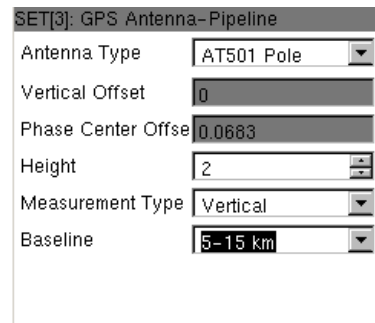 SET[3]: GPS Antenna-Pipeline
Antenna Type AT501 Pole
Vertical Offset 0
Phase Center Offse 0.0683
Height 2
Measurement Type Vertical
Baseline 5-15 km